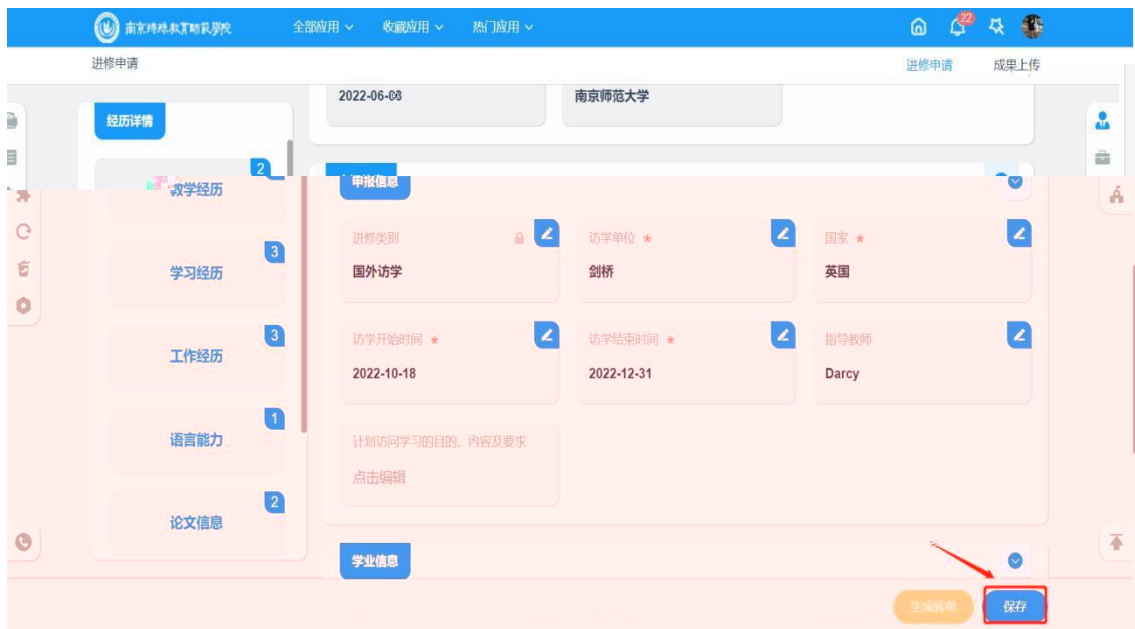 南京特殊教育师范学院 全部应用 收藏应用 热门应用 22
进修申请 进修申请 成果上传
经历详情
2022-06-08 南京师范大学
2
教学经历
3
学习经历
3
工作经历
1
语言能力
2
论文信息
申报信息
进修类别 访学单位 * 国家 *
国外访学 剑桥 英国
访学开始时间 * 访学结束时间 * 指导教师
2022-10-18 2022-12-31 Darcy
计划访问学习的目的、内容及要求
点击编辑
学业信息
保存